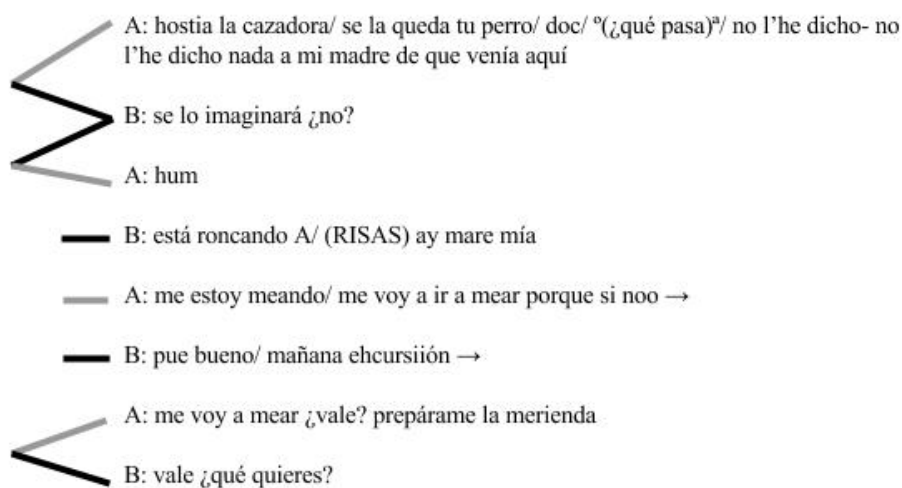 A: hostia la cazadora/ se la queda tu perro/ doc/ º(¿qué pasa)ª/ no l’he dicho- no
l’he dicho nada a mi madre de que venía aquí
B: se lo imaginará ¿no?
A: hum
B: está roncando A/ (RISAS) ay mare mía
A: me estoy meando/ me voy a ir a mear porque si noo →
B: pue bueno/ mañana ehcursiión →
A: me voy a mear ¿vale? prepárame la merienda
B: vale ¿qué quieres?